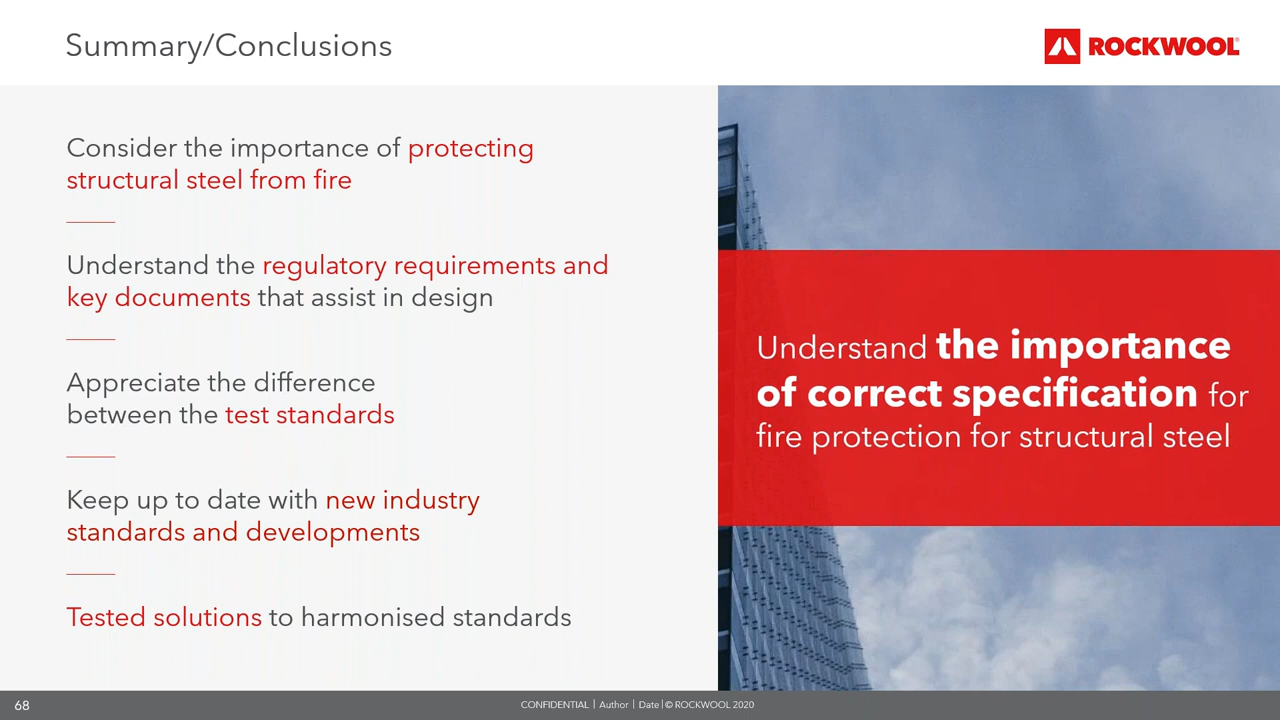 Summary/Conclusions
ROCKWOOL®
Consider the importance of protecting
structural steel from fire
Understand the regulatory requirements and
key documents that assist in design
Appreciate the difference
between the test standards
Keep up to date with new industry
standards and developments
Tested solutions to harmonised standards
Understand the importance
of correct specification for
fire protection for structural steel
68
CONFIDENTIAL | Author | Date | © ROCKWOOL 2020